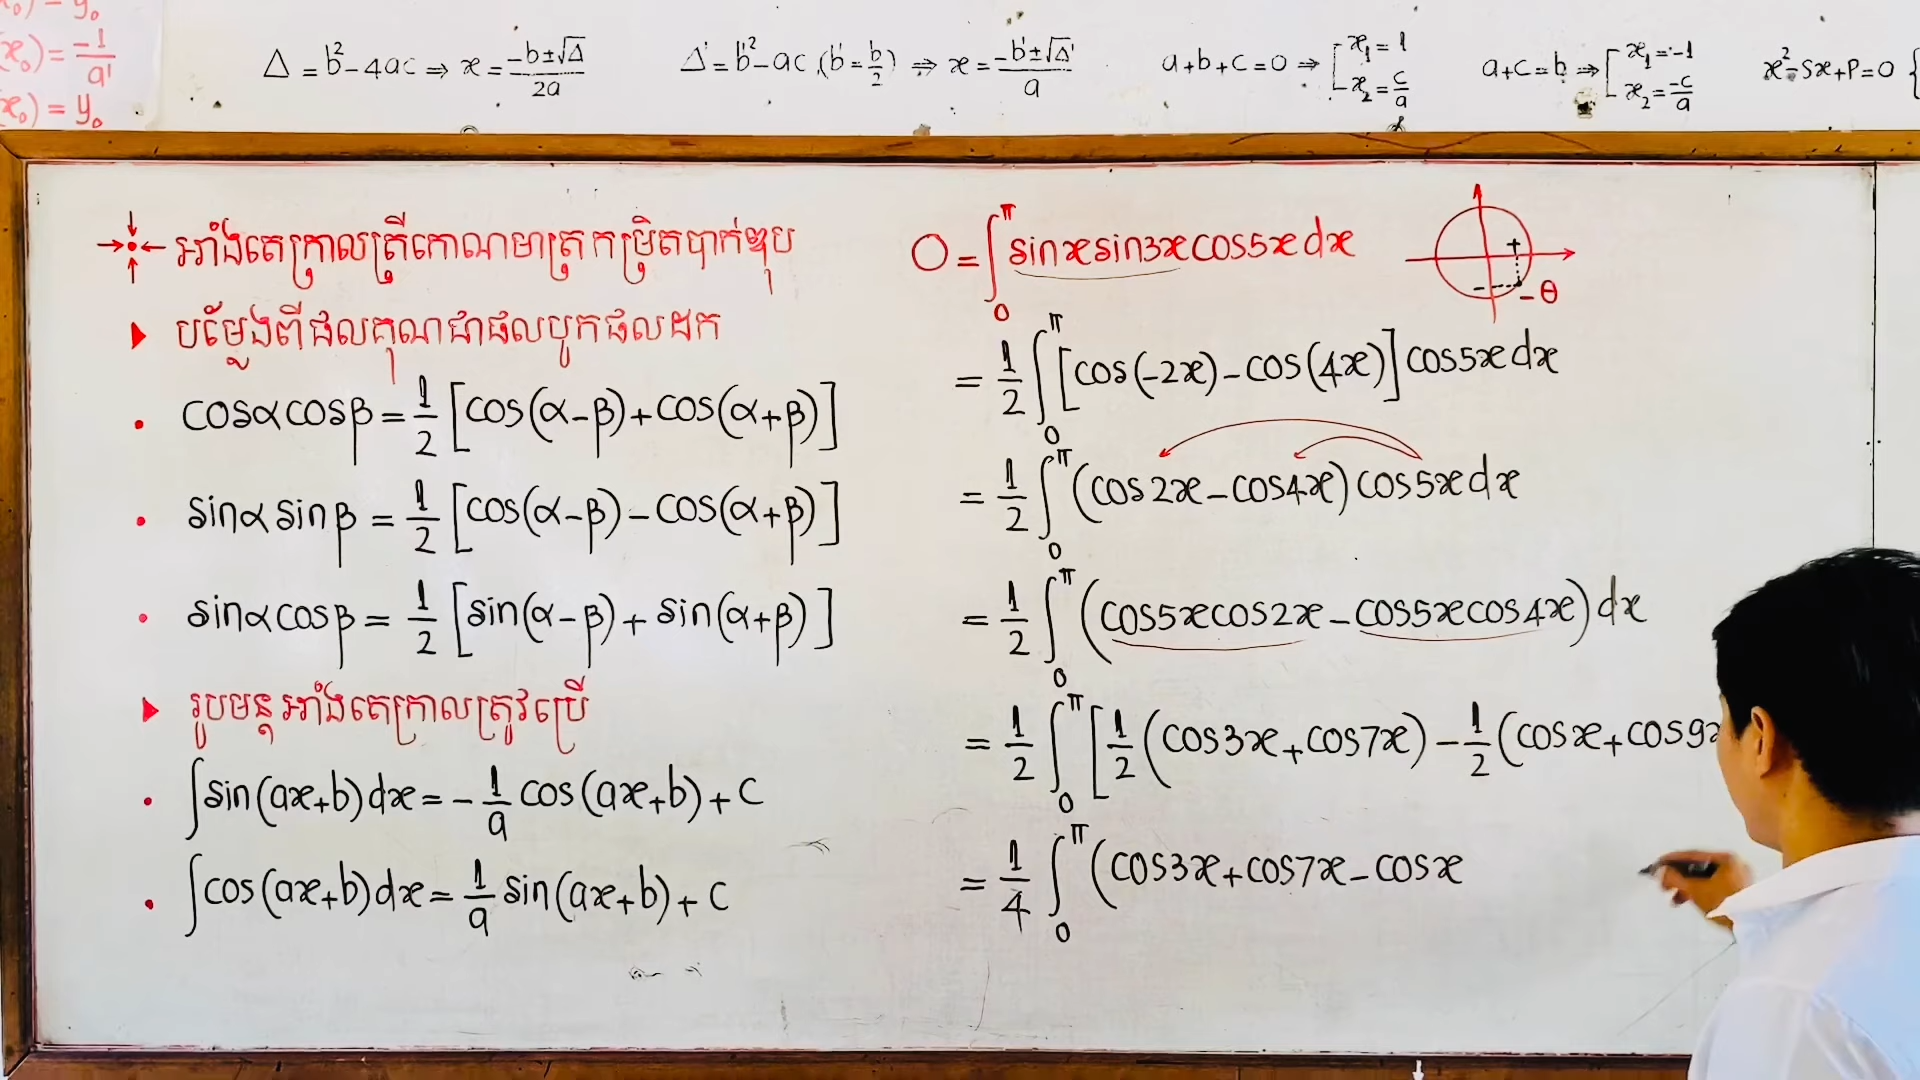 x₀) = y₀
(x₀) = -1/a'
x₀) = y₀
Δ = b² - 4ac ⇒ x = (-b±√Δ)/2a
Δ' = b'² - ac, (b' = b/2) ⇒ x = (-b'±√Δ')/a
a+b+c=0 ⇒ [x₁ = 1
x₂ = c/a
a+c=b ⇒ [x₁ = -1
x₂ = -c/a
x² - Sx + P = 0 {
អាំងតេក្រាលត្រីកោណមាត្រកម្រិតបាក់ឌុប
បម្លែងពីផលគុណជាផលបូកផលដក
• cosα cosβ = 1/2 [cos(α-β) + cos(α+β)]
• sinα sinβ = 1/2 [cos(α-β) - cos(α+β)]
• sinα cosβ = 1/2 [sin(α-β) + sin(α+β)]
រូបមន្តអាំងតេក្រាលត្រូវប្រើ
• ∫sin(ax+b)dx = -1/a cos(ax+b) + c
• ∫cos(ax+b)dx = 1/a sin(ax+b) + c
O = ∫₀^π sinx sin3x cos5x dx
+
- -θ
= 1/2 ∫₀^π [cos(-2x) - cos(4x)] cos5x dx
= 1/2 ∫₀^π (cos2x - cos4x) cos5x dx
= 1/2 ∫₀^π (cos5x cos2x - cos5x cos4x) dx
= 1/2 ∫₀^π [1/2 (cos3x + cos7x) - 1/2 (cosx + cos9x
= 1/4 ∫₀^π (cos3x + cos7x - cosx